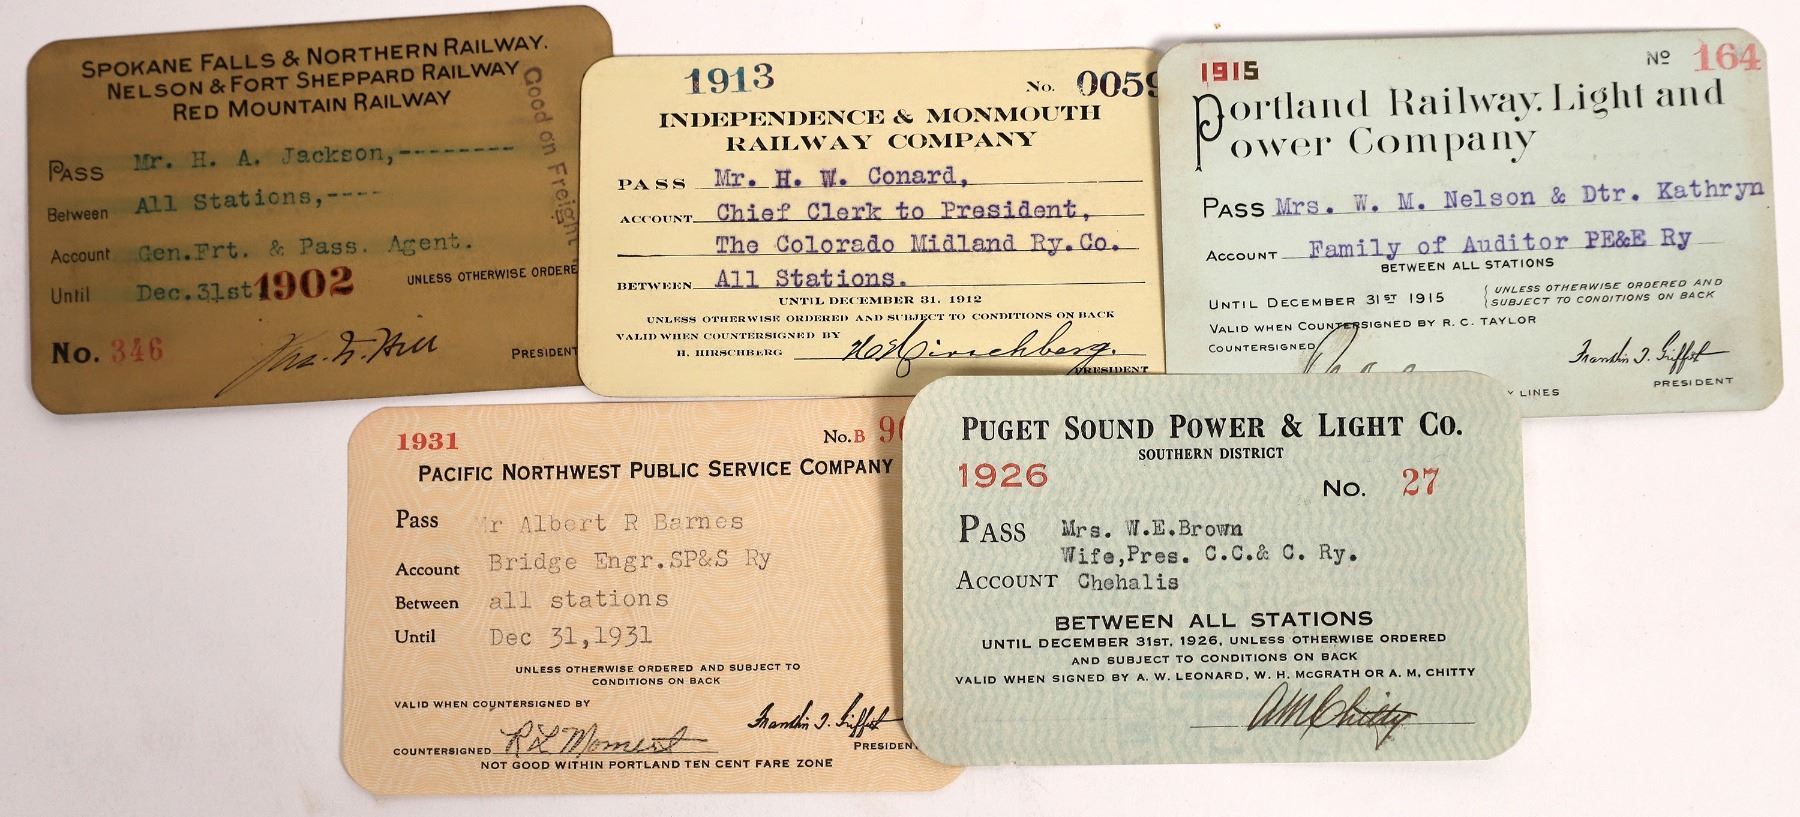 SPOKANE FALLS & NORTHERN RAILWAY.
NELSON & FORT SHEPPARD RAILWAY
RED MOUNTAIN RAILWAY
Good on Freight
PASS Mr. H. A. Jackson,--------
Between All Stations,----
Account Gen.Frt. & Pass. Agent.
Until Dec.31st 1902 UNLESS OTHERWISE ORDERE
No. 346 PRESIDENT
1913 No. 0059
INDEPENDENCE & MONMOUTH
RAILWAY COMPANY
PASS Mr. H. W. Conard,
ACCOUNT Chief Clerk to President,
The Colorado Midland Ry.Co.
BETWEEN All Stations.
UNTIL DECEMBER 31, 1912
UNLESS OTHERWISE ORDERED AND SUBJECT TO CONDITIONS ON BACK
VALID WHEN COUNTERSIGNED BY
H. HIRSCHBERG H Hirschberg.
PRESIDENT
1915 No 164
Portland Railway. Light and
Power Company
PASS Mrs. W. M. Nelson & Dtr. Kathryn
ACCOUNT Family of Auditor PE&E Ry
BETWEEN ALL STATIONS
UNTIL DECEMBER 31ST 1915 { UNLESS OTHERWISE ORDERED AND
SUBJECT TO CONDITIONS ON BACK
VALID WHEN COUNTERSIGNED BY R. C. TAYLOR
COUNTERSIGNED Franklin T. Griffith
PRESIDENT
Y LINES
1931 No. B 90
PACIFIC NORTHWEST PUBLIC SERVICE COMPANY
Pass Mr Albert R Barnes
Account Bridge Engr.SP&S Ry
Between all stations
Until Dec 31,1931
UNLESS OTHERWISE ORDERED AND SUBJECT TO
CONDITIONS ON BACK
VALID WHEN COUNTERSIGNED BY
Franklin T. Griffith
COUNTERSIGNED PRESIDEN
NOT GOOD WITHIN PORTLAND TEN CENT FARE ZONE
PUGET SOUND POWER & LIGHT CO.
SOUTHERN DISTRICT
1926 No. 27
PASS Mrs. W.E.Brown
Wife,Pres. C.C.& C. Ry.
ACCOUNT Chehalis
BETWEEN ALL STATIONS
UNTIL DECEMBER 31ST, 1926, UNLESS OTHERWISE ORDERED
AND SUBJECT TO CONDITIONS ON BACK
VALID WHEN SIGNED BY A. W. LEONARD, W. H. McGRATH OR A. M. CHITTY
A M Chitty